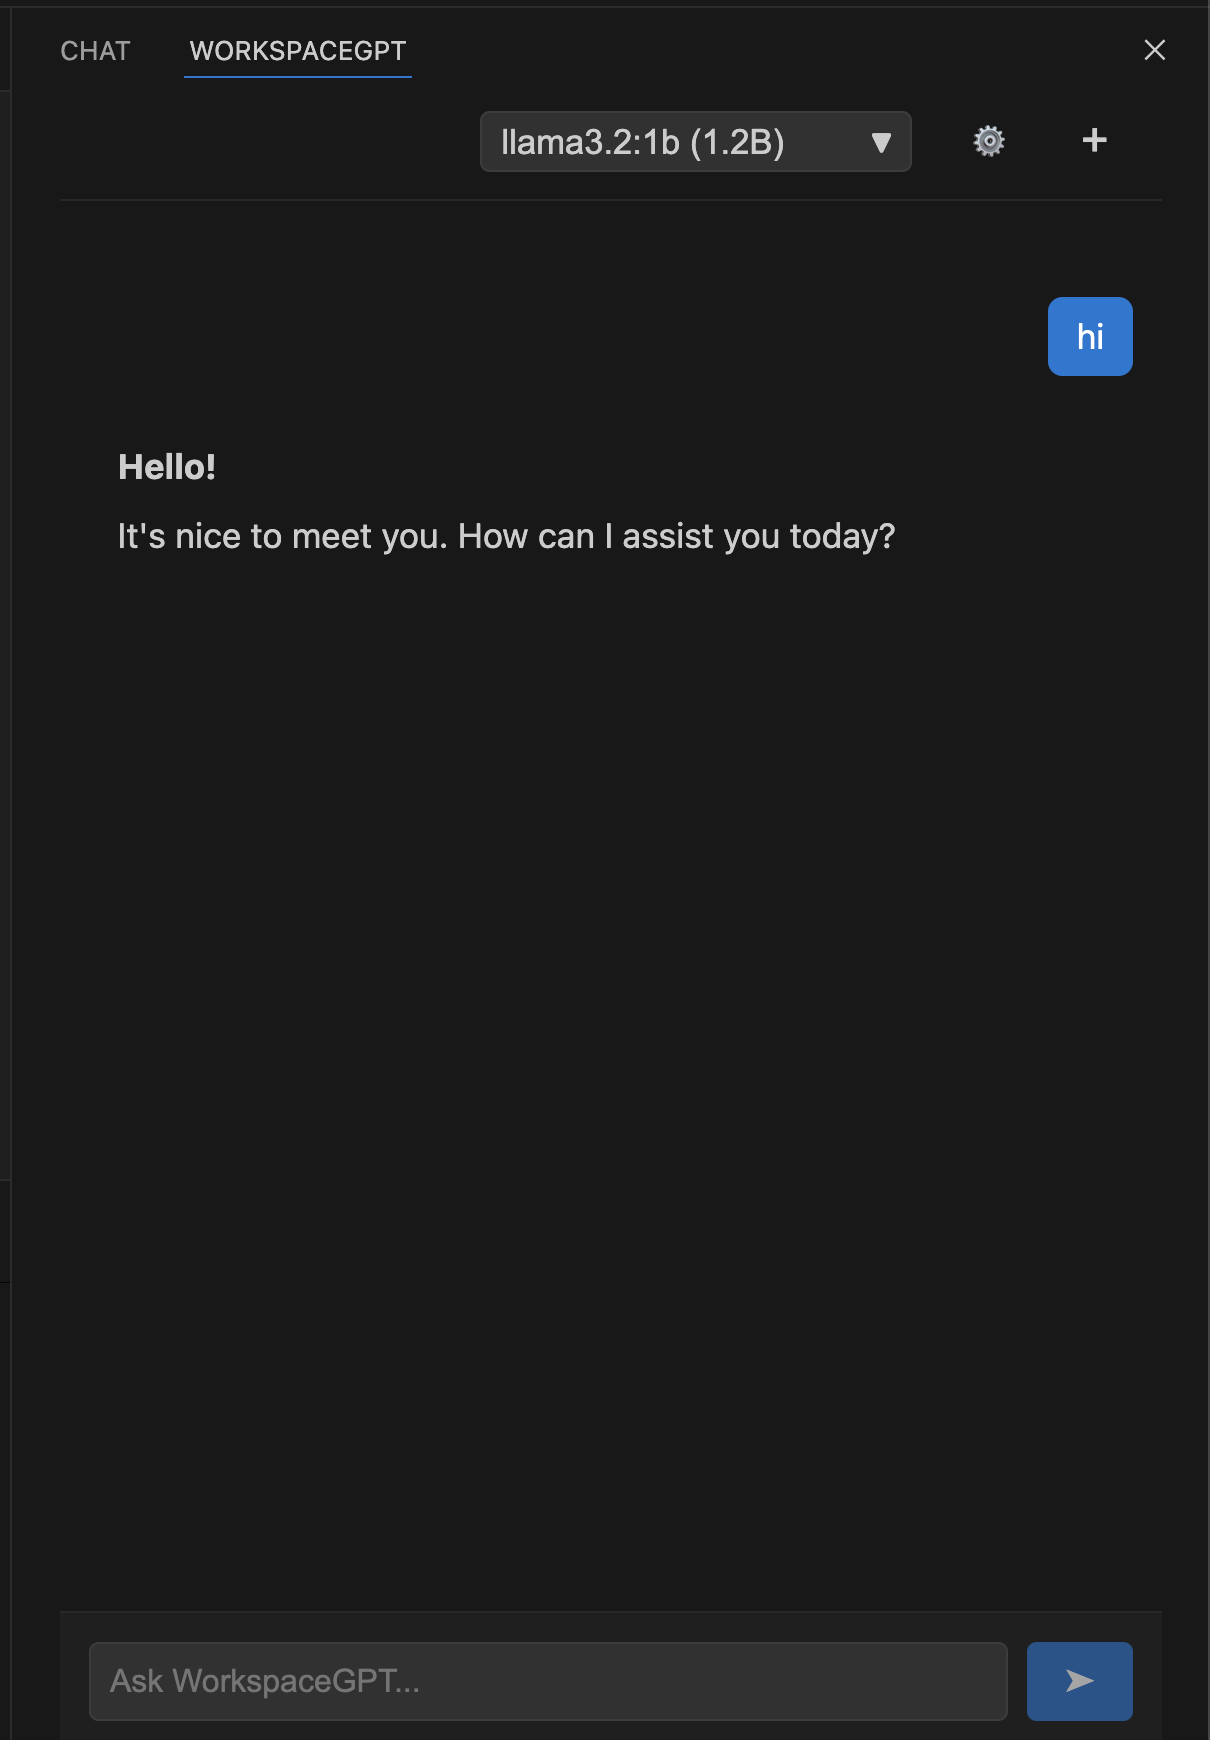 CHAT WORKSPACEGPT
llama3.2:1b (1.2B)
hi
Hello!
It's nice to meet you. How can I assist you today?
Ask WorkspaceGPT...